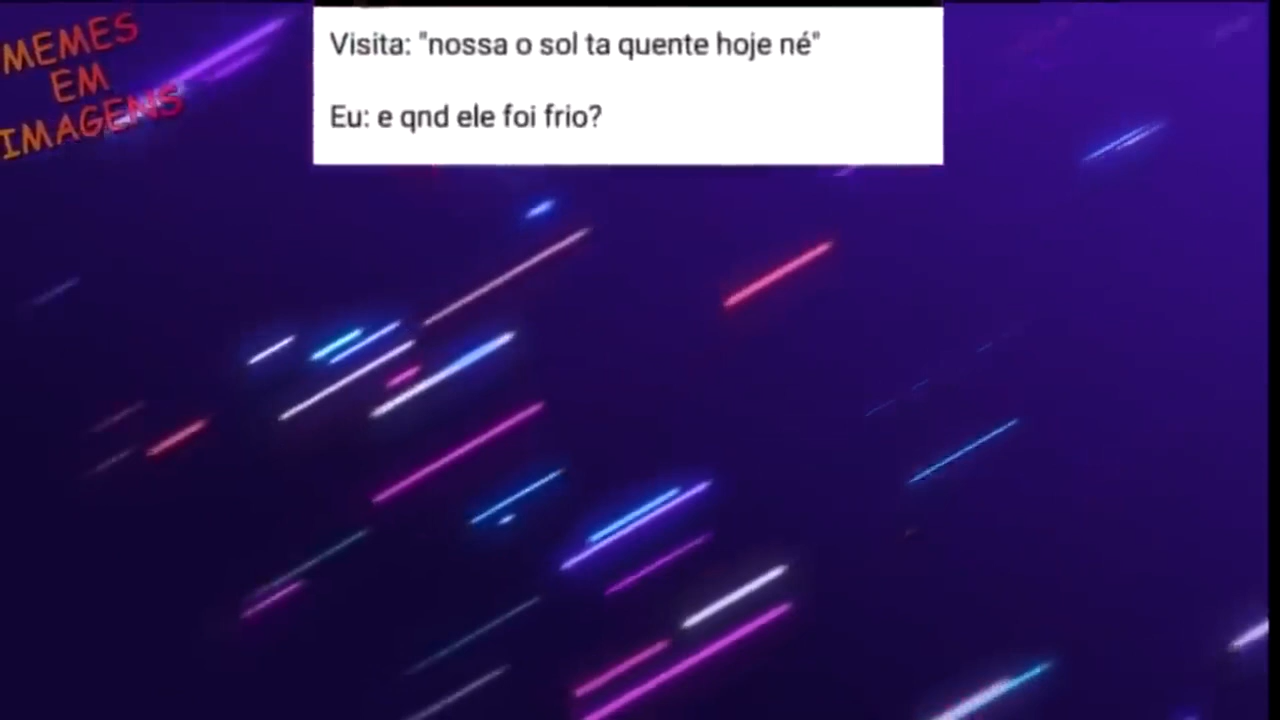 MEMES
EM
IMAGENS
Visita: "nossa o sol ta quente hoje né"
Eu: e qnd ele foi frio?